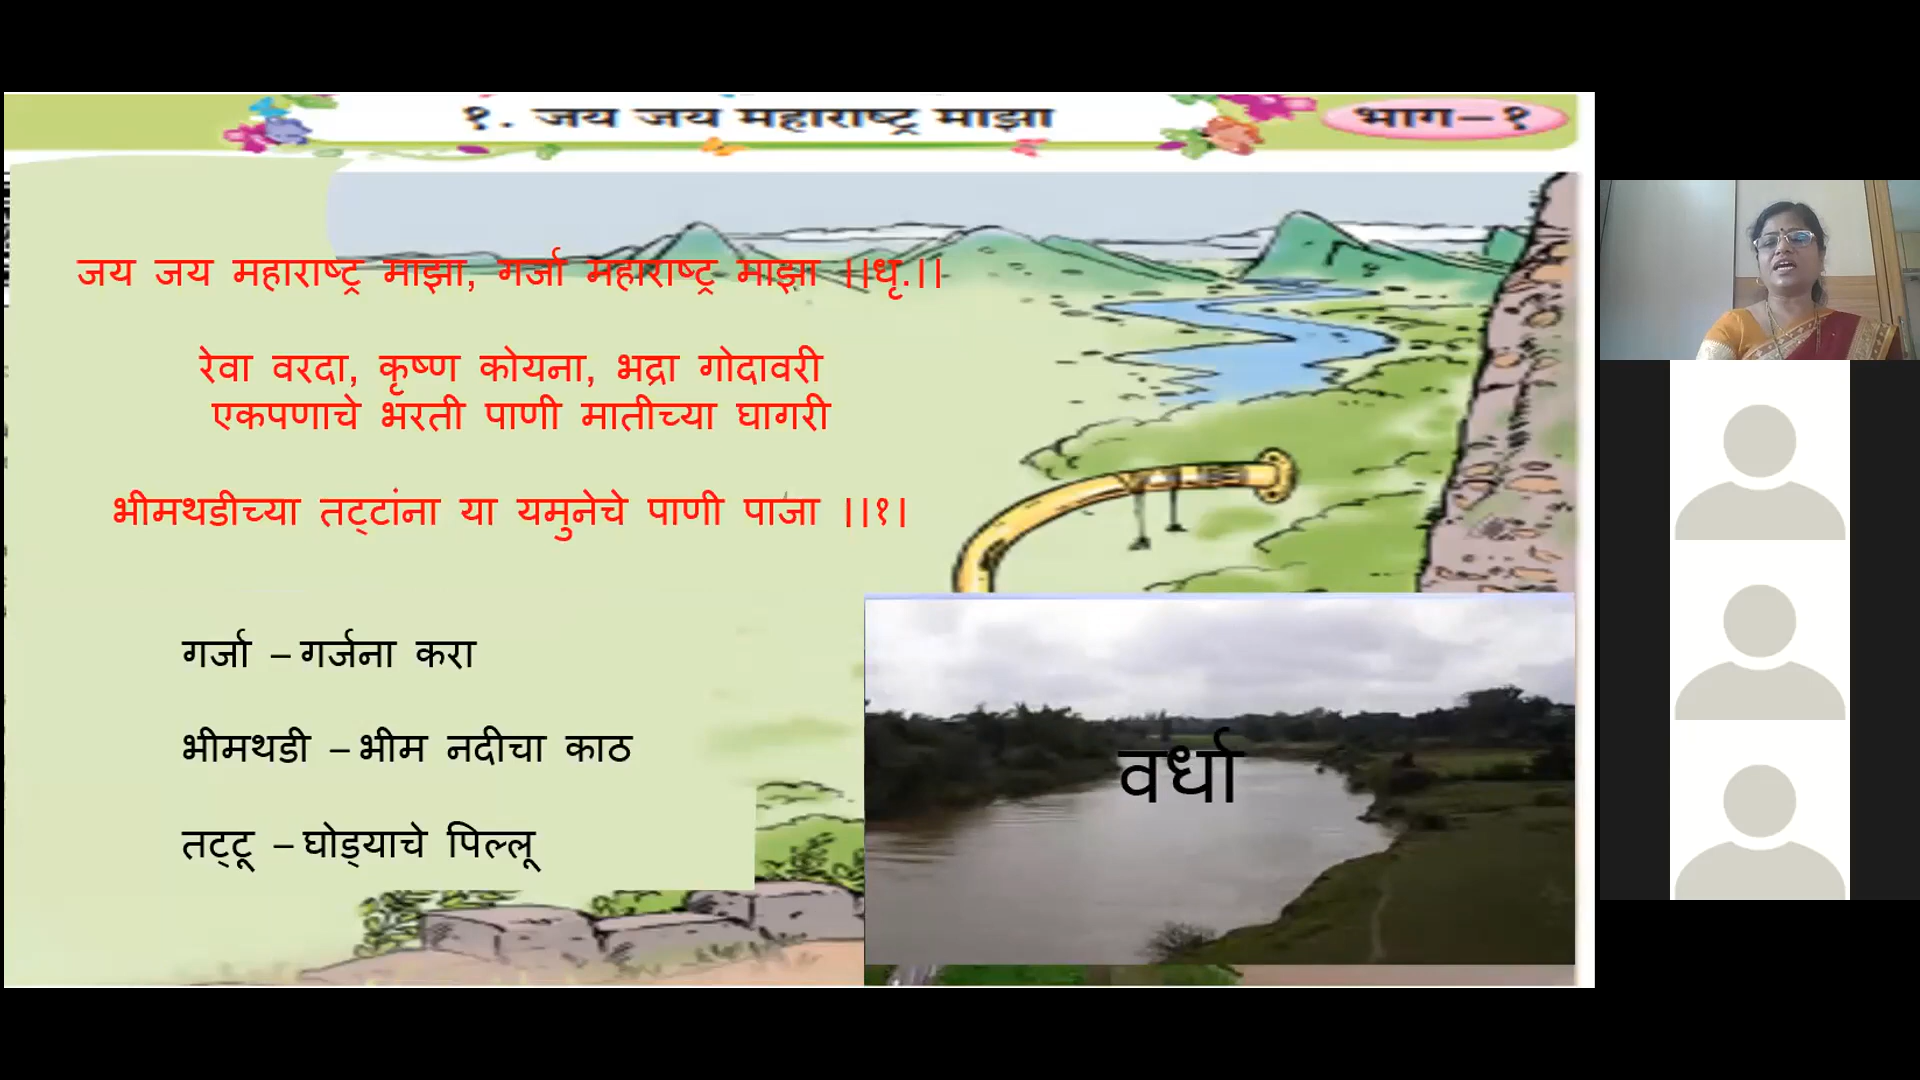 १. जय जय महाराष्ट्र माझा
भाग-१
जय जय महाराष्ट्र माझा, गर्जा महाराष्ट्र माझा ।।धृ.।।
रेवा वरदा, कृष्ण कोयना, भद्रा गोदावरी
एकपणाचे भरती पाणी मातीच्या घागरी
भीमथडीच्या तट्टांना या यमुनेचे पाणी पाजा ।।१।
गर्जा – गर्जना करा
भीमथडी – भीम नदीचा काठ
तट्टू – घोड्याचे पिल्लू
वर्धा